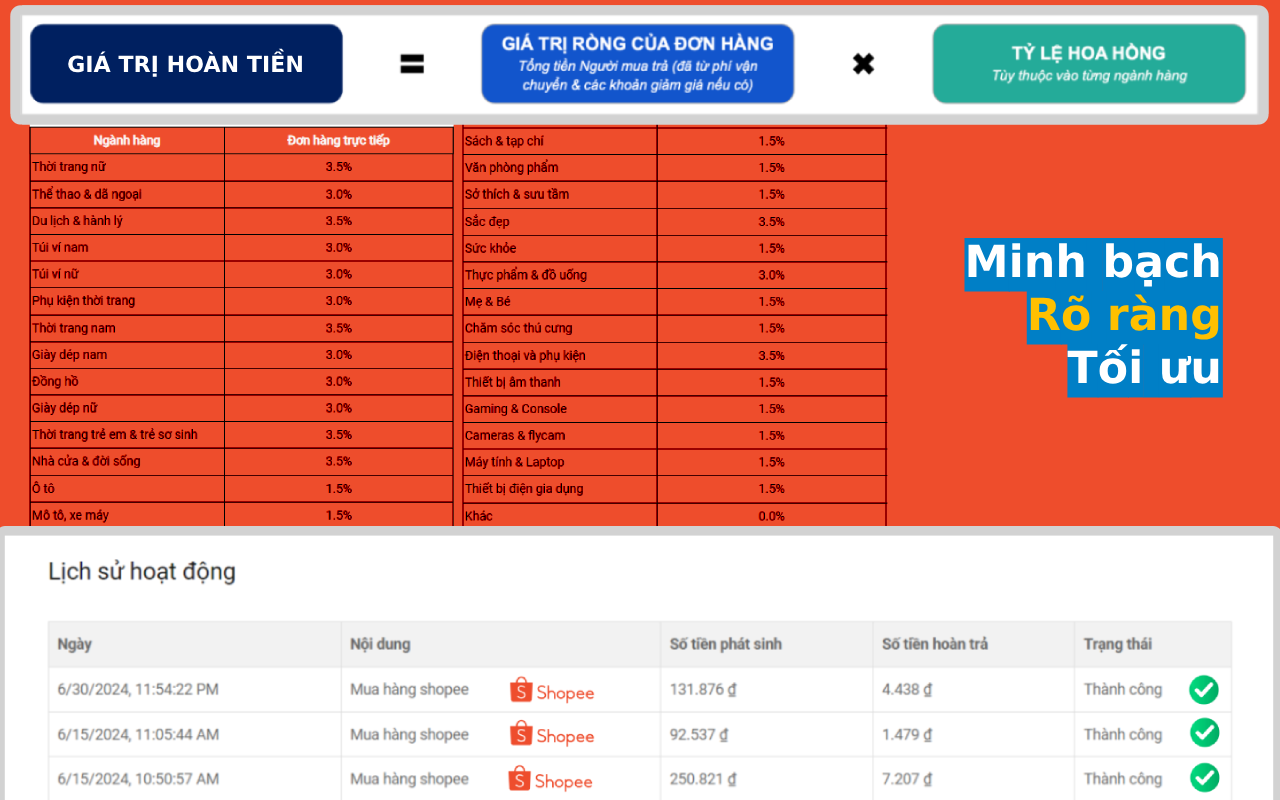 GIÁ TRỊ HOÀN TIỀN = GIÁ TRỊ RÒNG CỦA ĐƠN HÀNG ✖ TỶ LỆ HOA HỒNG
Tổng tiền Người mua trả (đã từ phí vận
chuyển & các khoản giảm giá nếu có)
Tùy thuộc vào từng ngành hàng
Ngành hàng Đơn hàng trực tiếp
Thời trang nữ 3.5%
Thể thao & dã ngoại 3.0%
Du lịch & hành lý 3.5%
Túi ví nam 3.0%
Túi ví nữ 3.0%
Phụ kiện thời trang 3.0%
Thời trang nam 3.5%
Giày dép nam 3.0%
Đồng hồ 3.0%
Giày dép nữ 3.0%
Thời trang trẻ em & trẻ sơ sinh 3.5%
Nhà cửa & đời sống 3.5%
Ô tô 1.5%
Mô tô, xe máy 1.5%
Sách & tạp chí 1.5%
Văn phòng phẩm 1.5%
Sở thích & sưu tầm 1.5%
Sắc đẹp 3.5%
Sức khỏe 1.5%
Thực phẩm & đồ uống 3.0%
Mẹ & Bé 1.5%
Chăm sóc thú cưng 1.5%
Điện thoại và phụ kiện 3.5%
Thiết bị âm thanh 1.5%
Gaming & Console 1.5%
Cameras & flycam 1.5%
Máy tính & Laptop 1.5%
Thiết bị điện gia dụng 1.5%
Khác 0.0%
Minh bạch
Rõ ràng
Tối ưu
Lịch sử hoạt động
Ngày Nội dung Số tiền phát sinh Số tiền hoàn trả Trạng thái
6/30/2024, 11:54:22 PM Mua hàng shopee Shopee 131.876 ₫ 4.438 ₫ Thành công
6/15/2024, 11:05:44 AM Mua hàng shopee Shopee 92.537 ₫ 1.479 ₫ Thành công
6/15/2024, 10:50:57 AM Mua hàng shopee Shopee 250.821 ₫ 7.207 ₫ Thành công